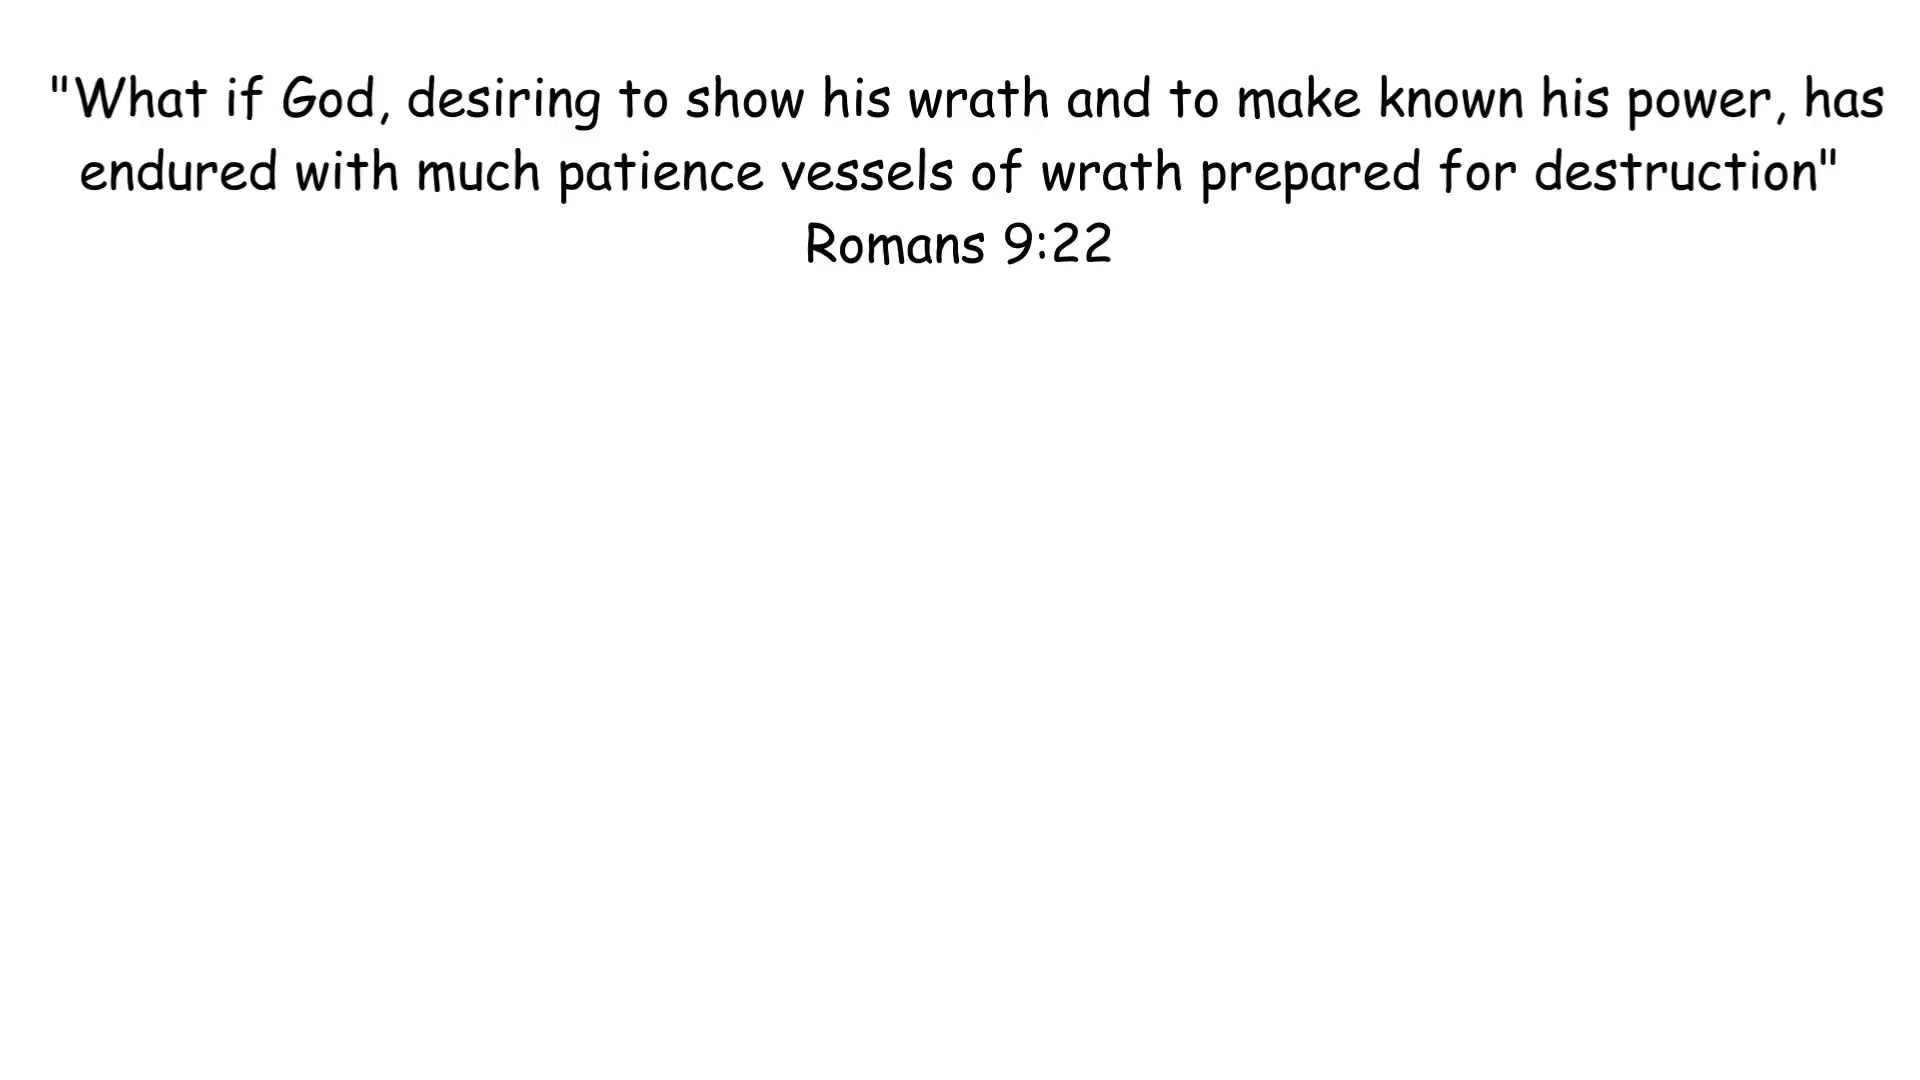 "What if God, desiring to show his wrath and to make known his power, has
endured with much patience vessels of wrath prepared for destruction"
Romans 9:22